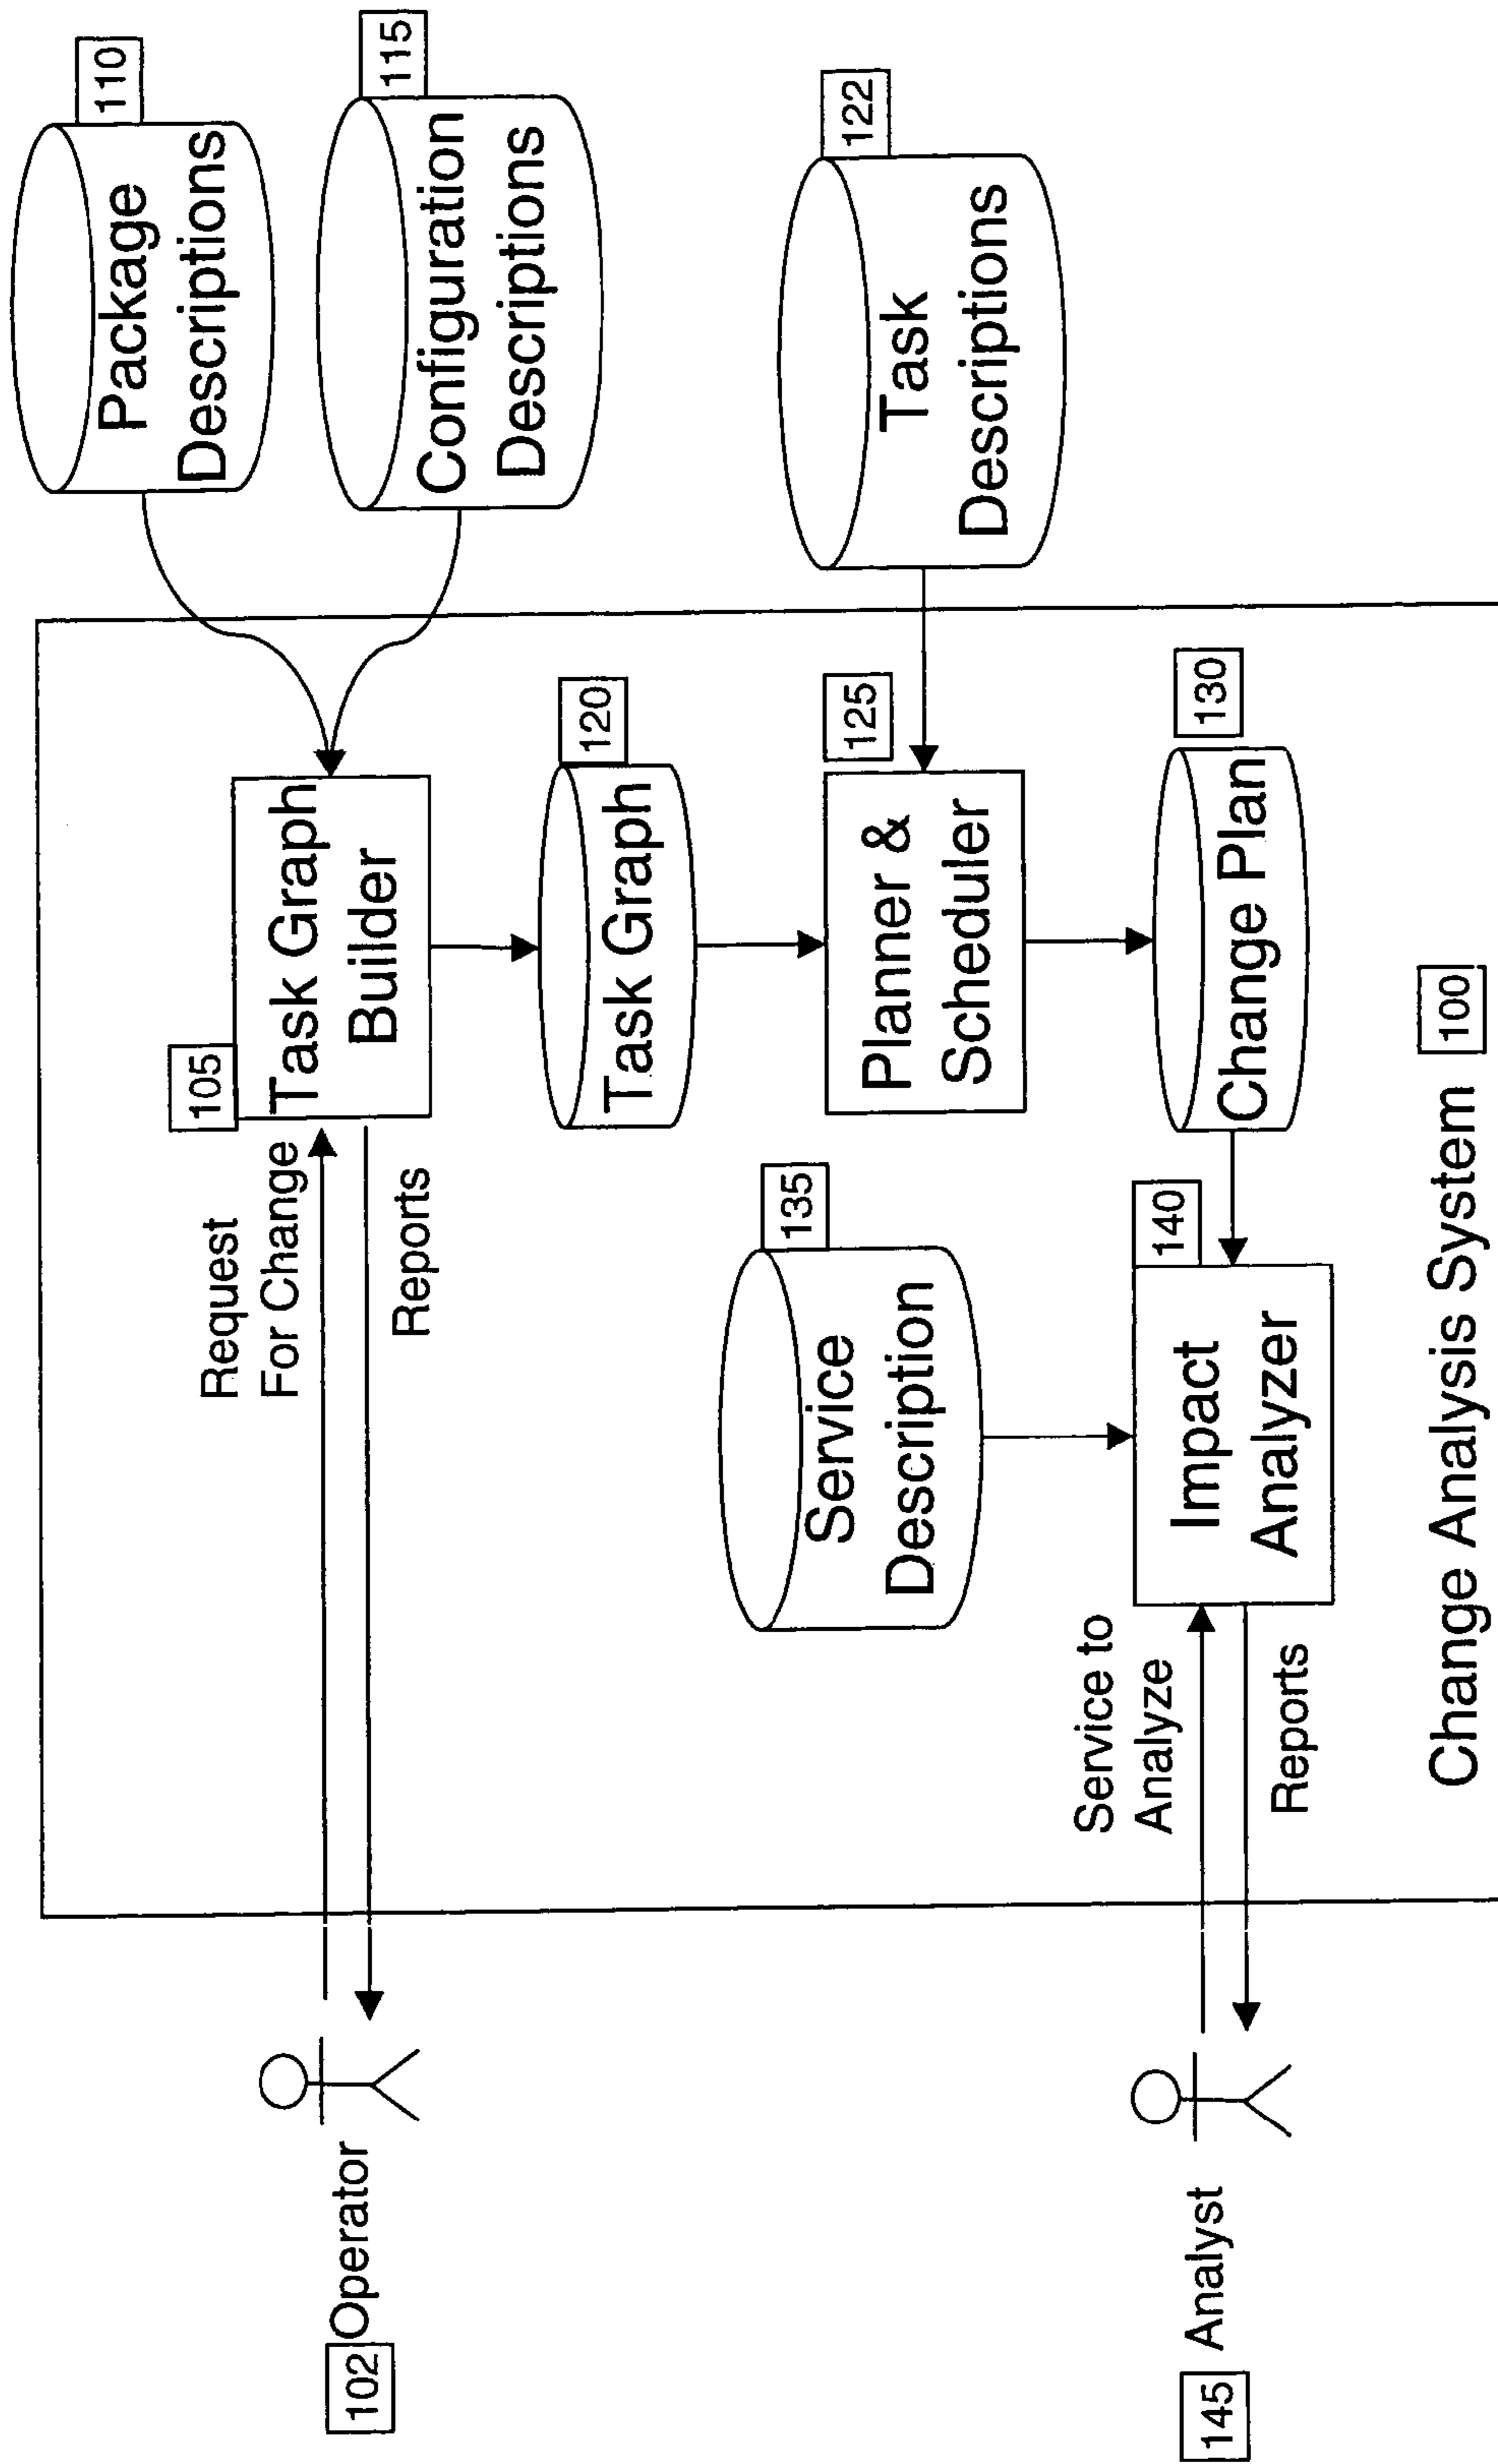 110
Package
Descriptions
115
Configuration
Descriptions
105
Task Graph
Builder
Request
For Change
Reports
102
Operator
120
Task Graph
122
Task
Descriptions
125
Planner &
Scheduler
135
Service
Description
130
Change Plan
140
Impact
Analyzer
Service to
Analyze
Reports
145
Analyst
Change Analysis System
100